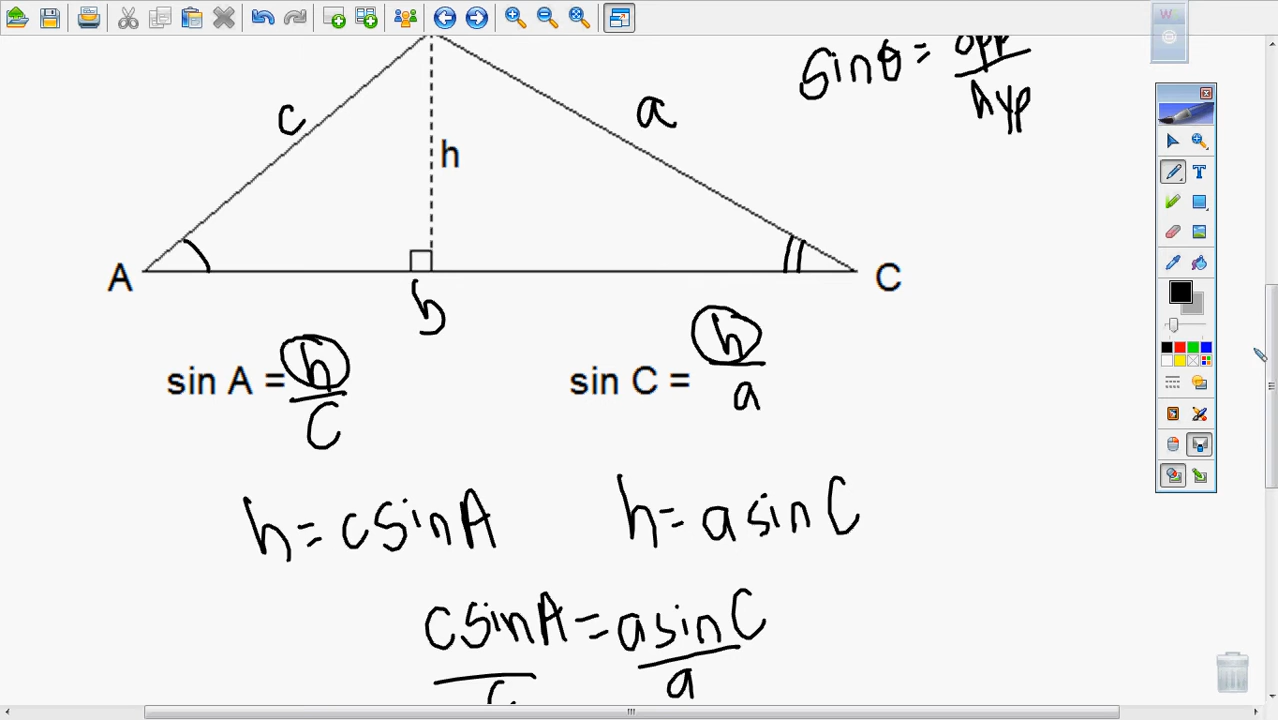 sinθ = opp
hyp
c
a
h
A
C
b
sin A = h
c
sin C = h
a
h = c sin A
h = a sin C
c sin A = a sin C
a